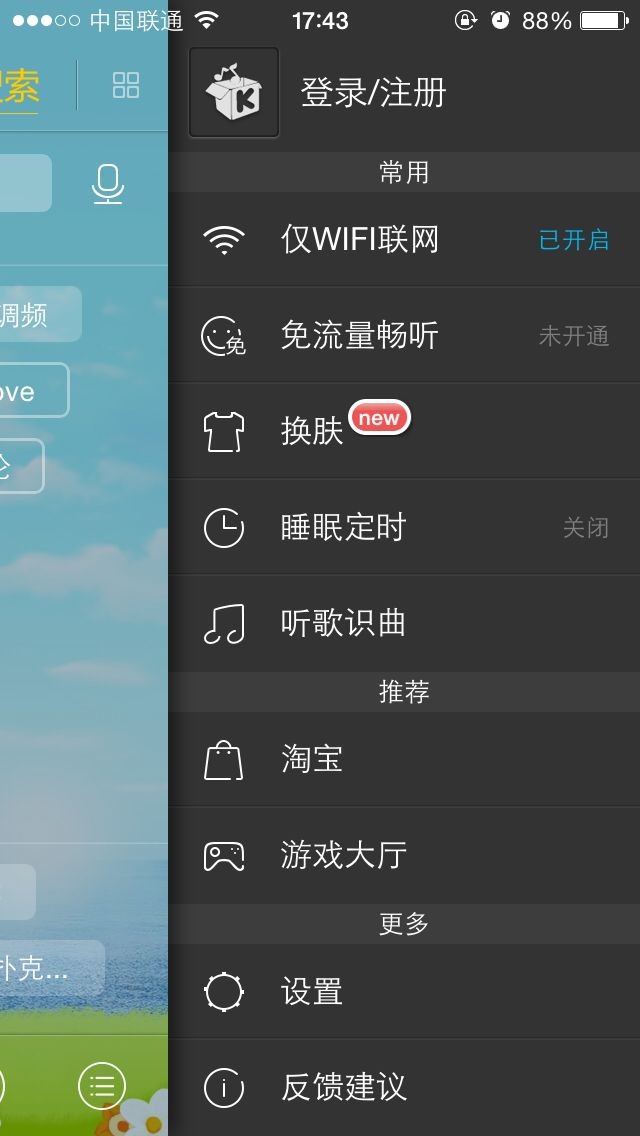 中国联通 17:43 88%
搜索
登录/注册
常用
仅WIFI联网 已开启
调频
免流量畅听 未开通
ove
换肤 new
论
睡眠定时 关闭
听歌识曲
推荐
淘宝
游戏大厅
更多
扑克...
设置
反馈建议